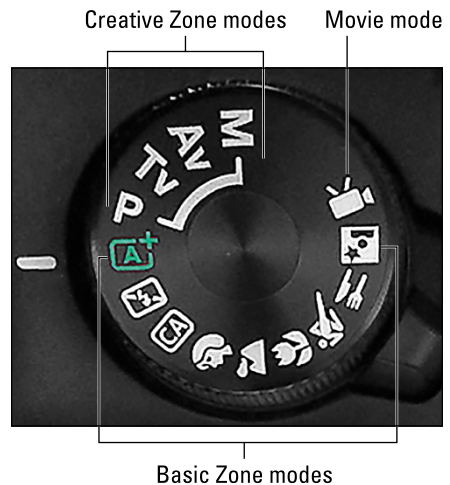 Creative Zone modes
Movie mode
M
Av
Tv
P
A+
CA
Basic Zone modes